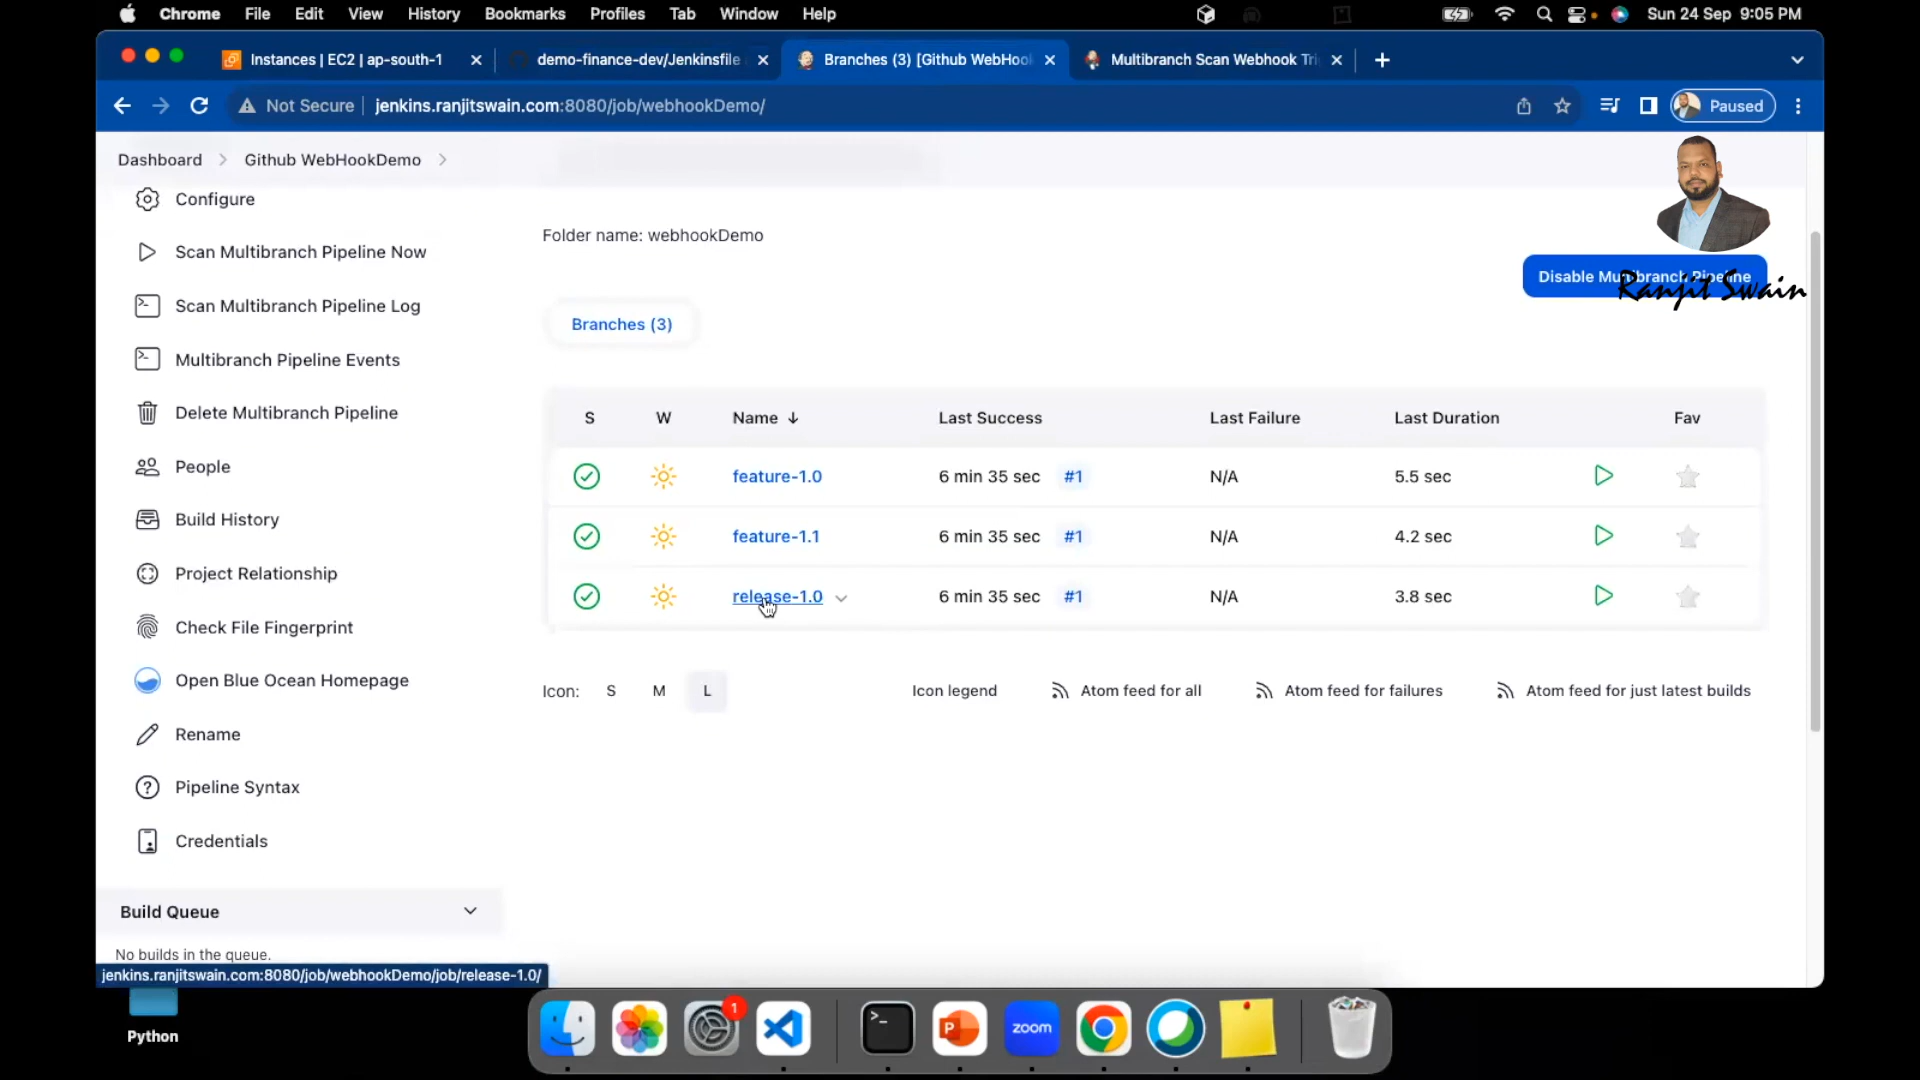 Chrome File Edit View History Bookmarks Profiles Tab Window Help Sun 24 Sep 9:05 PM
Instances | EC2 | ap-south-1 demo-finance-dev/Jenkinsfile Branches (3) [Github WebHoo Multibranch Scan Webhook Tri
Not Secure jenkins.ranjitswain.com:8080/job/webhookDemo/ Paused
Dashboard Github WebHookDemo
Configure
Scan Multibranch Pipeline Now
Scan Multibranch Pipeline Log
Multibranch Pipeline Events
Delete Multibranch Pipeline
People
Build History
Project Relationship
Check File Fingerprint
Open Blue Ocean Homepage
Rename
Pipeline Syntax
Credentials
Build Queue
No builds in the queue.
jenkins.ranjitswain.com:8080/job/webhookDemo/job/release-1.0/
Folder name: webhookDemo
Disable Multibranch Pipeline
Ranjit Swain
Branches (3)
S W Name ↓ Last Success Last Failure Last Duration Fav
feature-1.0 6 min 35 sec #1 N/A 5.5 sec
feature-1.1 6 min 35 sec #1 N/A 4.2 sec
release-1.0 6 min 35 sec #1 N/A 3.8 sec
Icon: S M L Icon legend Atom feed for all Atom feed for failures Atom feed for just latest builds
Python
1
zoom